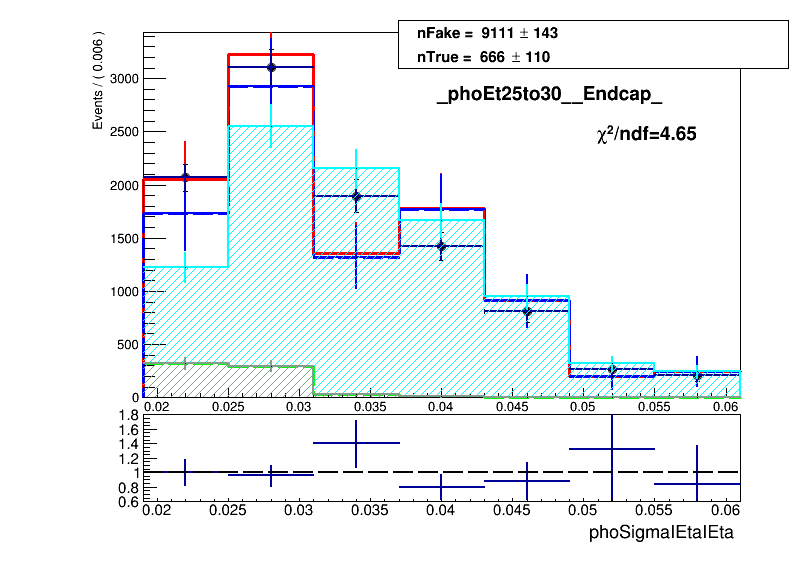 nFake = 9111 ± 143
nTrue = 666 ± 110
_phoEt25to30__Endcap_
χ²/ndf=4.65
Events / ( 0.006 )
3000
2500
2000
1500
1000
500
0
0.02 0.025 0.03 0.035 0.04 0.045 0.05 0.055 0.06
1.8
1.6
1.4
1.2
1
0.8
0.6
0.02 0.025 0.03 0.035 0.04 0.045 0.05 0.055 0.06
phoSigmaIEtaIEta